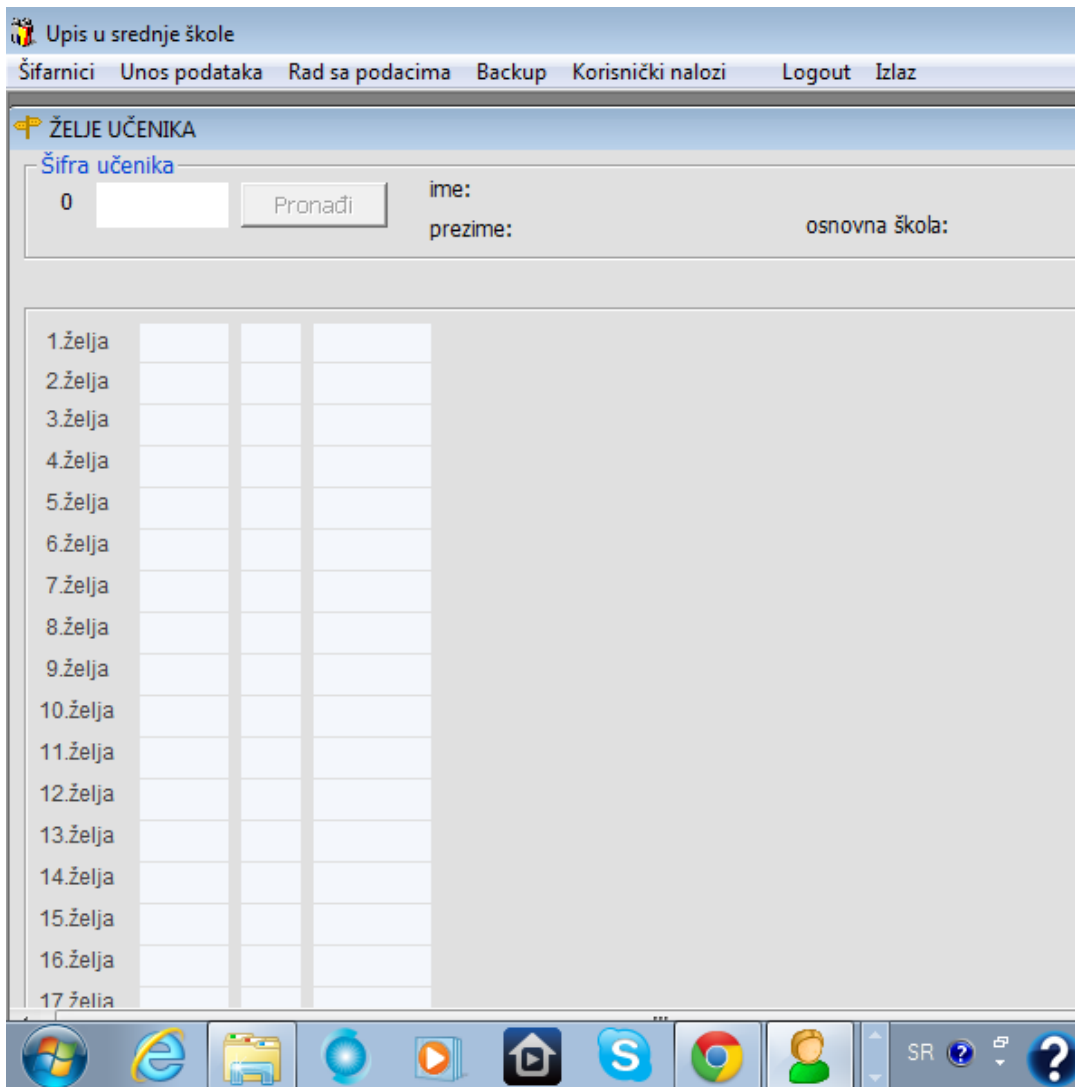 Upis u srednje škole
Šifarnici Unos podataka Rad sa podacima Backup Korisnički nalozi Logout Izlaz
ŽELJE UČENIKA
Šifra učenika
0 Pronađi ime:
prezime: osnovna škola:
1.želja
2.želja
3.želja
4.želja
5.želja
6.želja
7.želja
8.želja
9.želja
10.želja
11.želja
12.želja
13.želja
14.želja
15.želja
16.želja
17.želja
SR